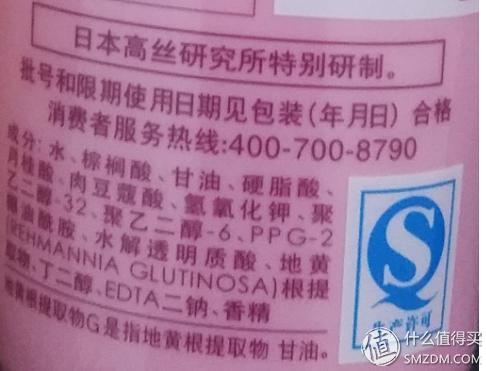 日本高丝研究所特别研制。
批号和限期使用日期见包装(年月日) 合格
消费者服务热线:400-700-8790
成分:水、棕榈酸、甘油、硬脂酸、
月桂酸、肉豆蔻酸、氢氧化钾、聚
乙二醇-32、聚乙二醇-6、PPG-2
油酰胺、水解透明质酸、地黄
(REHMANNIA GLUTINOSA)根提
取物、丁二醇、EDTA二钠、香精
地黄根提取物G是指地黄根提取物 甘油。
生产许可
值 什么值得买
SMZDM.COM